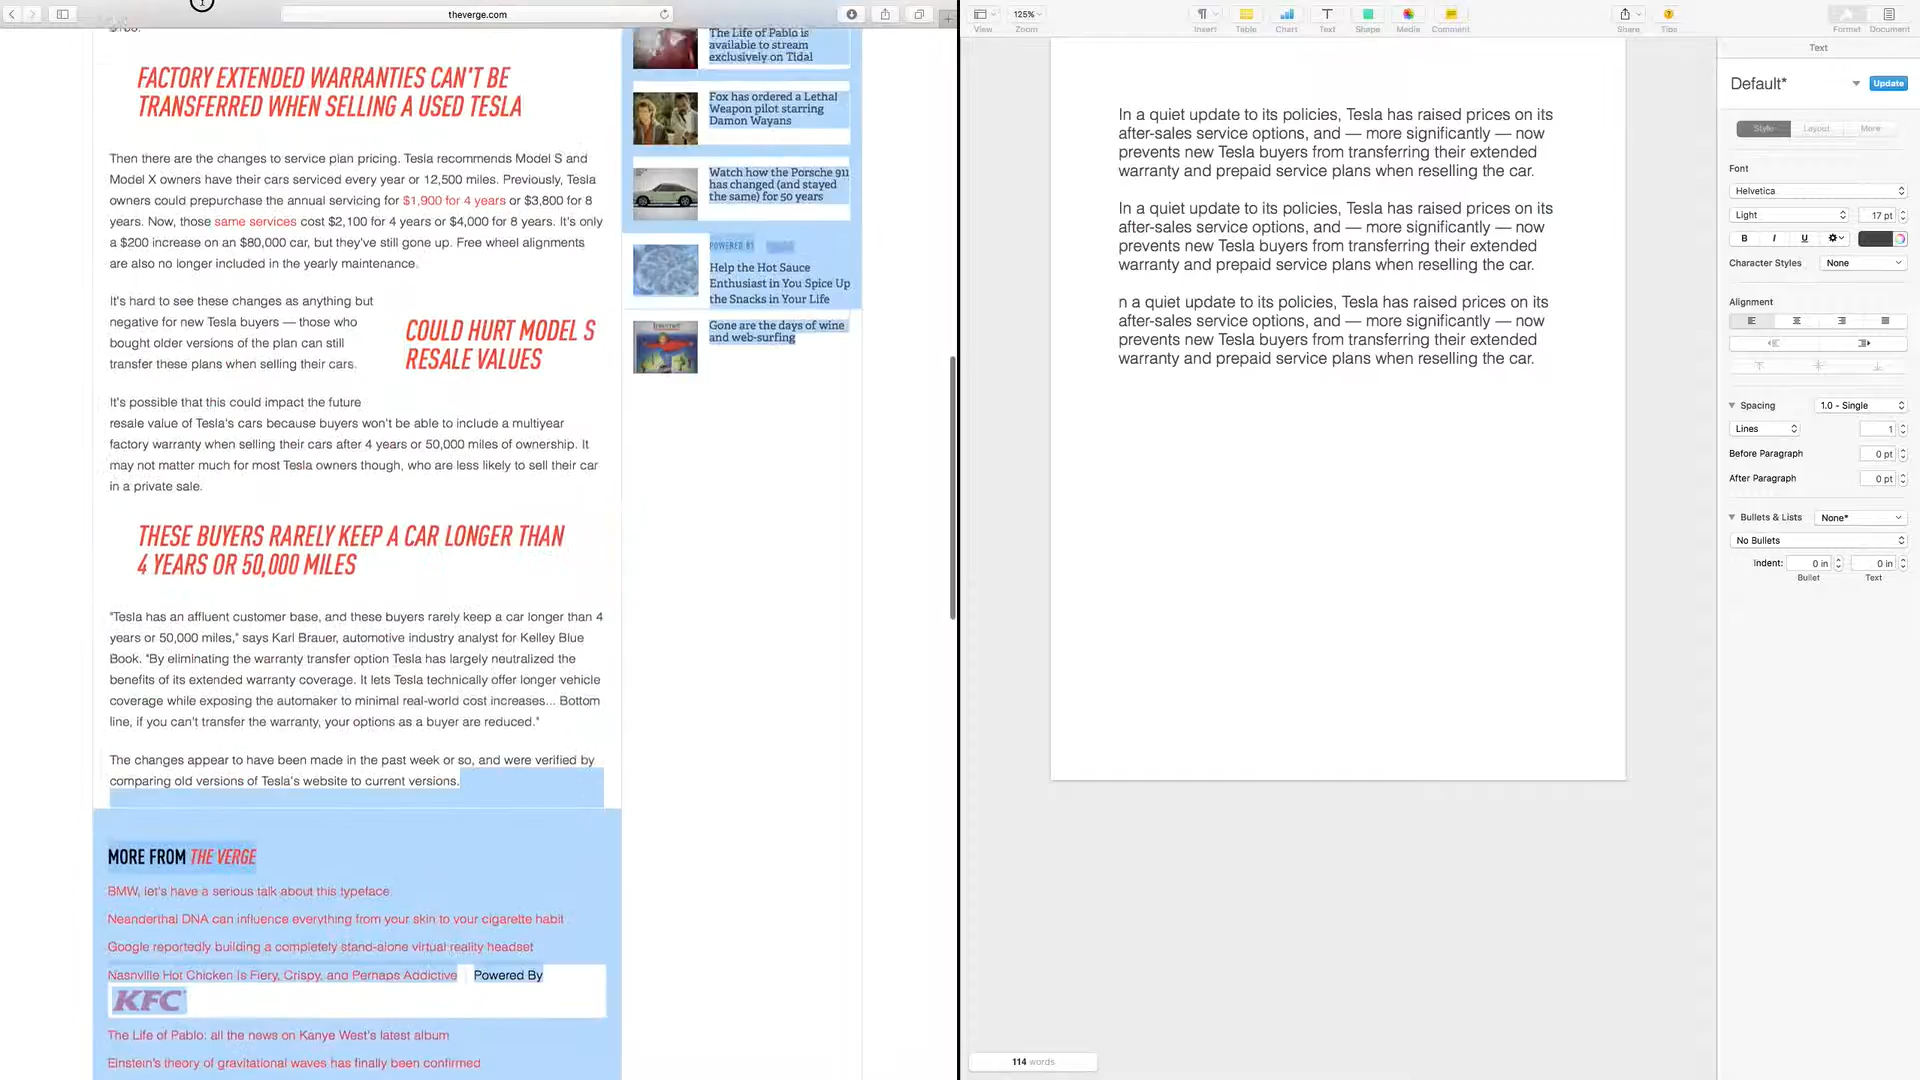 theverge.com
FACTORY EXTENDED WARRANTIES CAN'T BE
TRANSFERRED WHEN SELLING A USED TESLA
Then there are the changes to service plan pricing. Tesla recommends Model S and
Model X owners have their cars serviced every year or 12,500 miles. Previously, Tesla
owners could prepurchase the annual servicing for $1,900 for 4 years or $3,800 for 8
years. Now, those same services cost $2,100 for 4 years or $4,000 for 8 years. It's only
a $200 increase on an $80,000 car, but they've still gone up. Free wheel alignments
are also no longer included in the yearly maintenance.
It's hard to see these changes as anything but
negative for new Tesla buyers — those who
bought older versions of the plan can still
transfer these plans when selling their cars.
COULD HURT MODEL S
RESALE VALUES
It's possible that this could impact the future
resale value of Tesla's cars because buyers won't be able to include a multiyear
factory warranty when selling their cars after 4 years or 50,000 miles of ownership. It
may not matter much for most Tesla owners though, who are less likely to sell their car
in a private sale.
THESE BUYERS RARELY KEEP A CAR LONGER THAN
4 YEARS OR 50,000 MILES
"Tesla has an affluent customer base, and these buyers rarely keep a car longer than 4
years or 50,000 miles," says Karl Brauer, automotive industry analyst for Kelley Blue
Book. "By eliminating the warranty transfer option Tesla has largely neutralized the
benefits of its extended warranty coverage. It lets Tesla technically offer longer vehicle
coverage while exposing the automaker to minimal real-world cost increases... Bottom
line, if you can't transfer the warranty, your options as a buyer are reduced."
The changes appear to have been made in the past week or so, and were verified by
comparing old versions of Tesla's website to current versions.
MORE FROM THE VERGE
BMW, let's have a serious talk about this typeface
Neanderthal DNA can influence everything from your skin to your cigarette habit
Google reportedly building a completely stand-alone virtual reality headset
Nashville Hot Chicken Is Fiery, Crispy, and Perhaps Addictive Powered By
KFC
The Life of Pablo: all the news on Kanye West's latest album
Einstein's theory of gravitational waves has finally been confirmed
The Life of Pablo is
available to stream
exclusively on Tidal
Fox has ordered a Lethal
Weapon pilot starring
Damon Wayans
Watch how the Porsche 911
has changed (and stayed
the same) for 50 years
POWERED BY
Help the Hot Sauce
Enthusiast in You Spice Up
the Snacks in Your Life
Gone are the days of wine
and web-surfing
125%
View Zoom Insert Table Chart Text Shape Media Comment Share Tips Format Document
In a quiet update to its policies, Tesla has raised prices on its
after-sales service options, and — more significantly — now
prevents new Tesla buyers from transferring their extended
warranty and prepaid service plans when reselling the car.
In a quiet update to its policies, Tesla has raised prices on its
after-sales service options, and — more significantly — now
prevents new Tesla buyers from transferring their extended
warranty and prepaid service plans when reselling the car.
n a quiet update to its policies, Tesla has raised prices on its
after-sales service options, and — more significantly — now
prevents new Tesla buyers from transferring their extended
warranty and prepaid service plans when reselling the car.
114 words
Text
Default* Update
Style Layout More
Font
Helvetica
Light 17 pt
B I U
Character Styles None
Alignment
Spacing 1.0 - Single
Lines 1
Before Paragraph 0 pt
After Paragraph 0 pt
Bullets & Lists None*
No Bullets
Indent: 0 in 0 in
Bullet Text